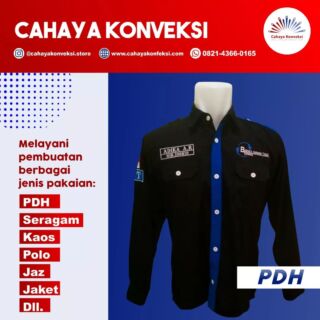 CAHAYA KONVEKSI
@cahayakonveksi.store
www.cahayakonfeksi.com
0821-4366-0165
Cahaya Konveksi
Melayani
pembuatan
berbagai
jenis pakaian:
PDH
Seragam
Kaos
Polo
Jaz
Jaket
Dll.
PDH